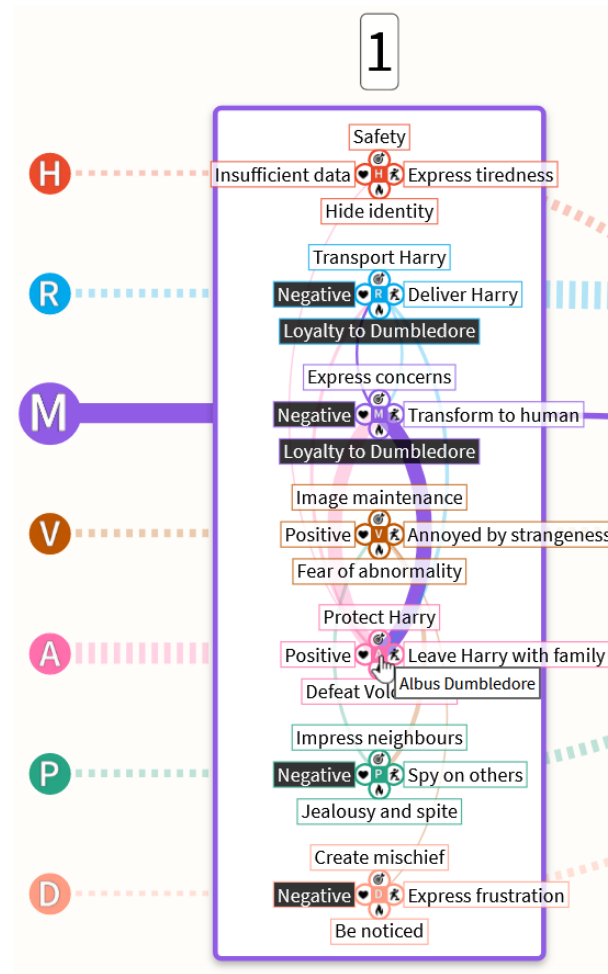 1
Safety
H
Insufficient data
H
Express tiredness
Hide identity
Transport Harry
R
Negative
R
Deliver Harry
Loyalty to Dumbledore
Express concerns
M
Negative
M
Transform to human
Loyalty to Dumbledore
Image maintenance
V
Positive
V
Annoyed by strangeness
Fear of abnormality
Protect Harry
A
Positive
Leave Harry with family
Albus Dumbledore
Defeat
Impress neighbours
P
Negative
P
Spy on others
Jealousy and spite
Create mischief
D
Negative
D
Express frustration
Be noticed